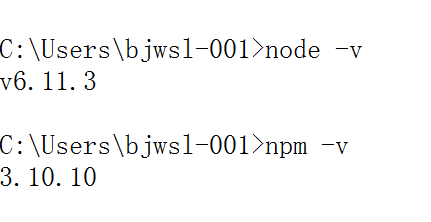 C:\Users\bjwsl-001>node -v
v6.11.3
C:\Users\bjwsl-001>npm -v
3.10.10